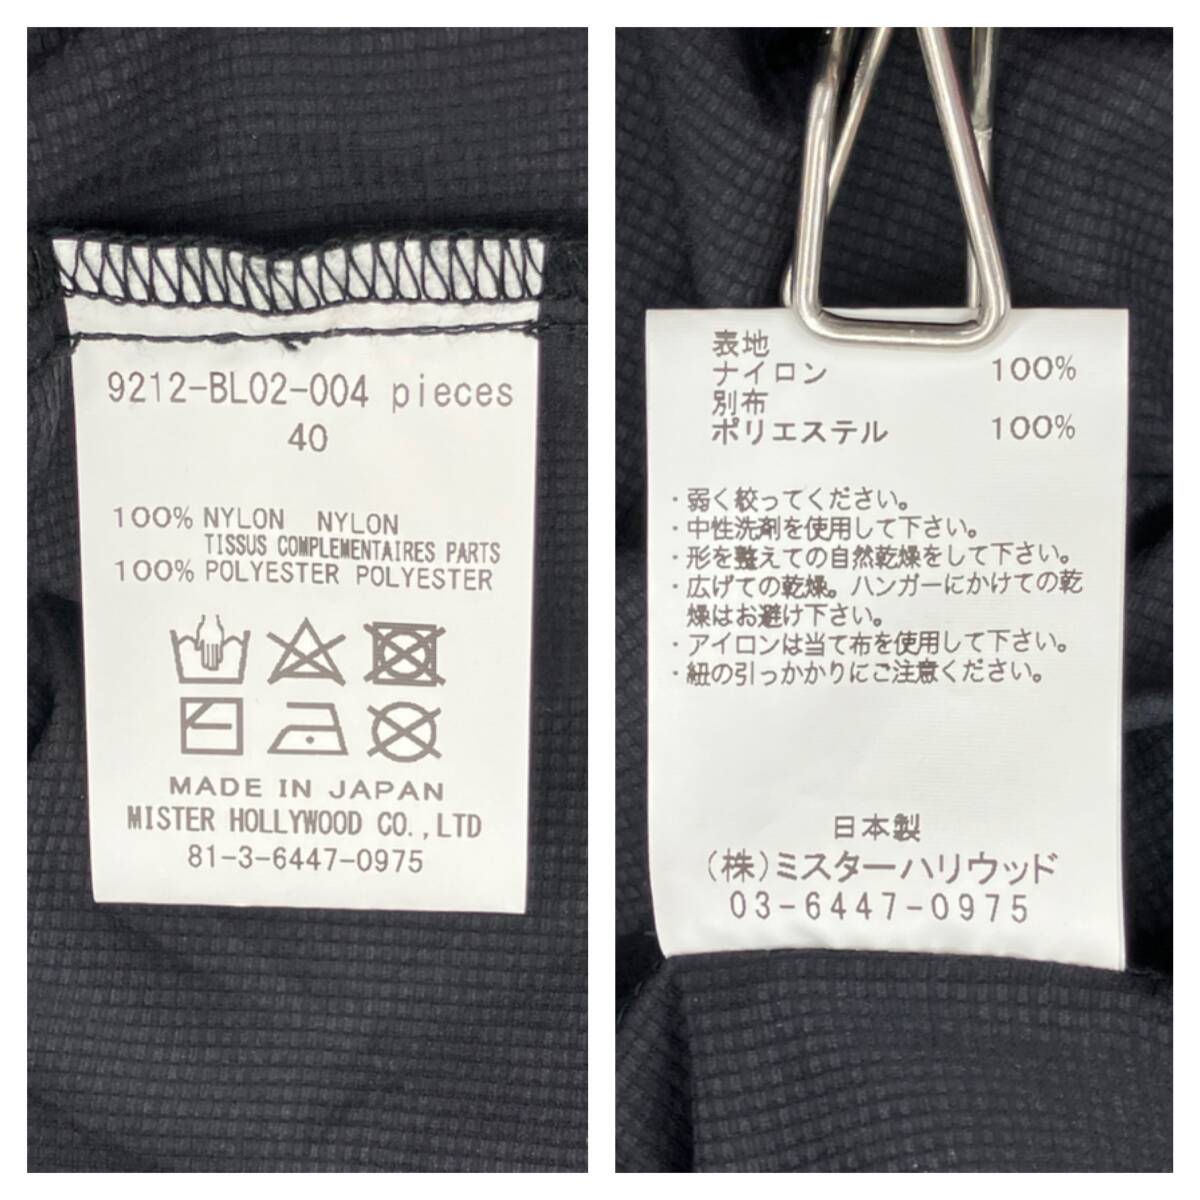 9212-BL02-004 pieces
40
100% NYLON NYLON
TISSUS COMPLEMENTAIRES PARTS
100% POLYESTER POLYESTER
MADE IN JAPAN
MISTER HOLLYWOOD CO.,LTD
81-3-6447-0975
表地
ナイロン 100%
別布
ポリエステル 100%
・弱く絞ってください。
・中性洗剤を使用して下さい。
・形を整えての自然乾燥をして下さい。
・広げての乾燥。ハンガーにかけての乾
燥はお避け下さい。
・アイロンは当て布を使用して下さい。
・紐の引っかかりにご注意ください。
日本製
(株)ミスターハリウッド
03-6447-0975